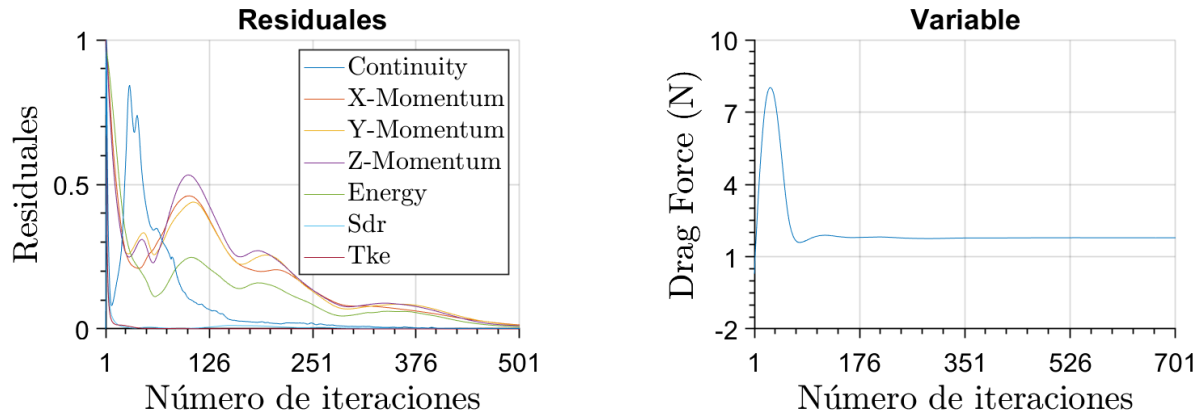 Residuales
1
0.5
0
Residuales
Continuity
X-Momentum
Y-Momentum
Z-Momentum
Energy
Sdr
Tke
1 126 251 376 501
Número de iteraciones
Variable
10
7
4
1
-2
Drag Force (N)
1 176 351 526 701
Número de iteraciones